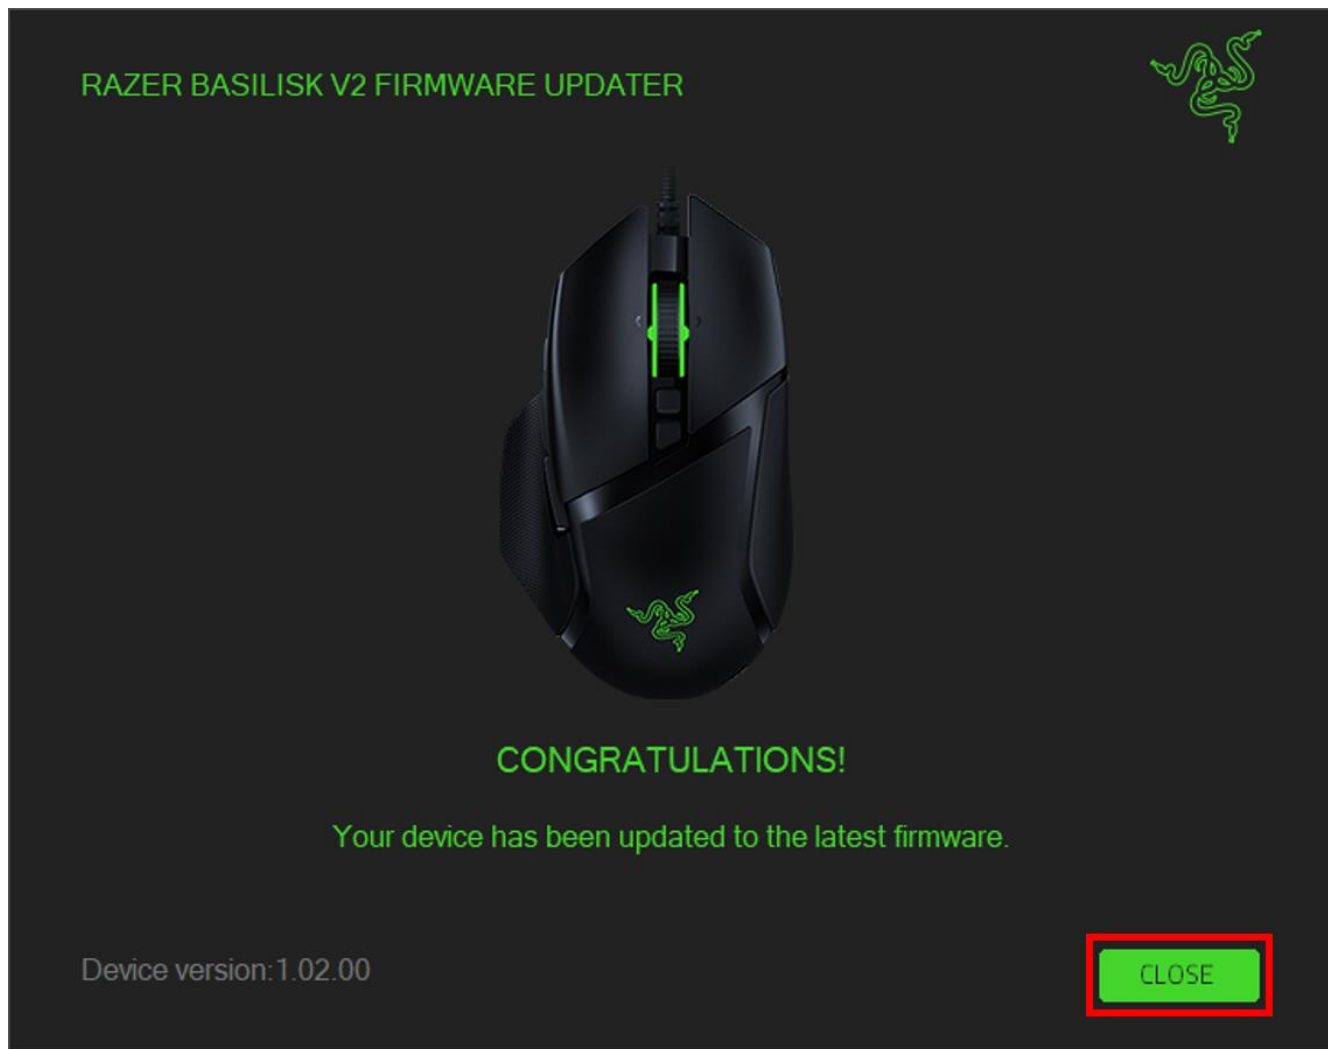 RAZER BASILISK V2 FIRMWARE UPDATER
CONGRATULATIONS!
Your device has been updated to the latest firmware.
Device version:1.02.00
CLOSE